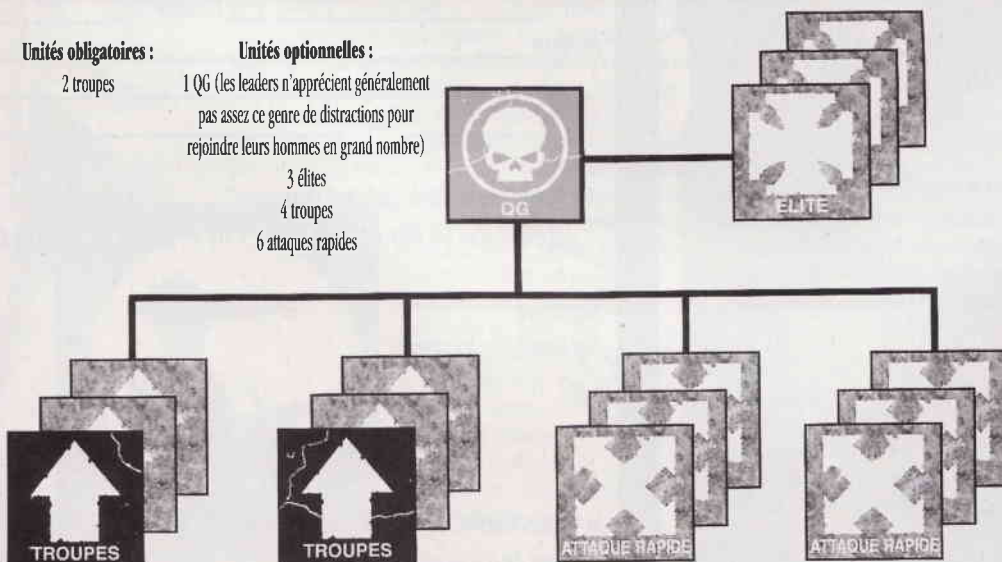 Unités obligatoires :
2 troupes
Unités optionnelles :
1 QG (les leaders n'apprécient généralement
pas assez ce genre de distractions pour
rejoindre leurs hommes en grand nombre)
3 élites
4 troupes
6 attaques rapides
QG
ELITE
TROUPES
TROUPES
ATTAQUE RAPIDE
ATTAQUE RAPIDE